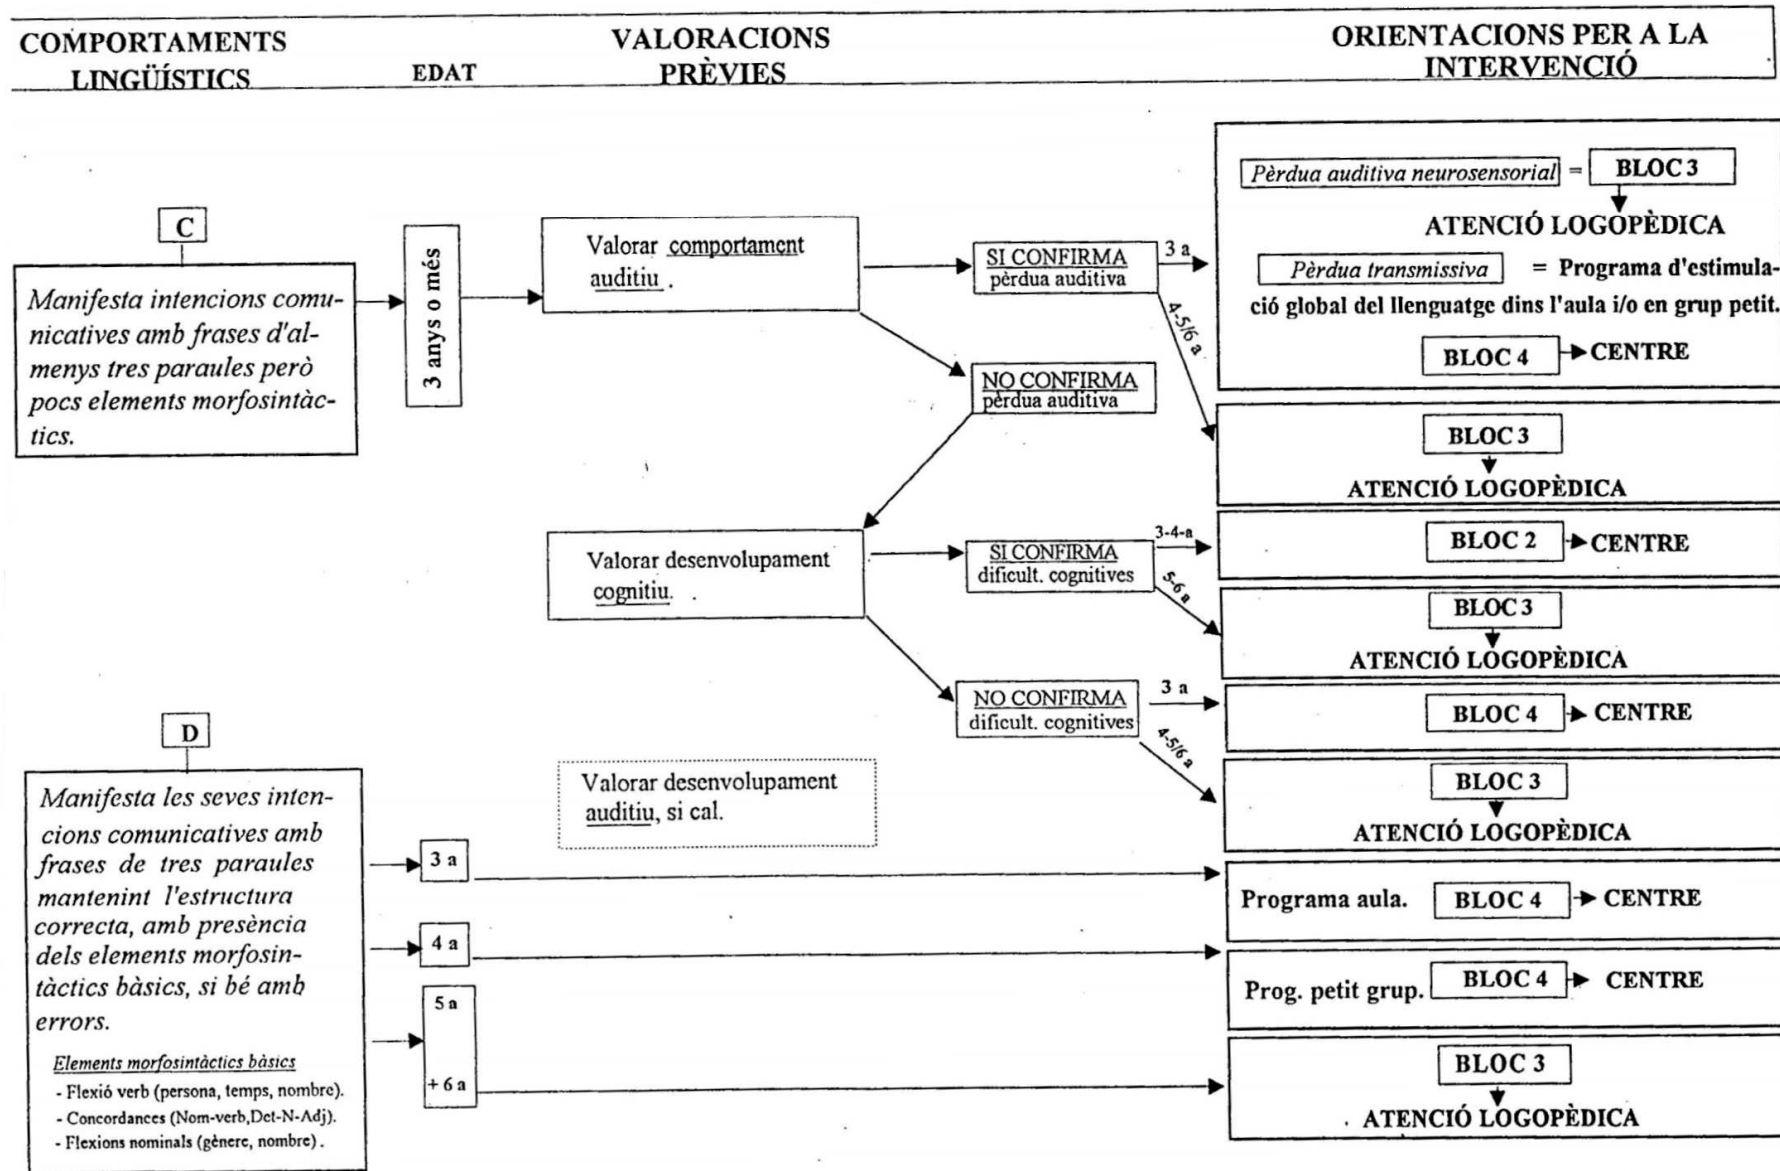 COMPORTAMENTS
LINGÜÍSTICS
EDAT
VALORACIONS
PRÈVIES
ORIENTACIONS PER A LA
INTERVENCIÓ
C
Manifesta intencions comu-
nicatives amb frases d'al-
menys tres paraules però
pocs elements morfosintàc-
tics.
3 anys o més
Valorar comportament
auditiu .
SI CONFIRMA
pèrdua auditiva
3 a
4-5/6 a
NO CONFIRMA
pèrdua auditiva
Pèrdua auditiva neurosensorial = BLOC 3
ATENCIÓ LOGOPÈDICA
Pèrdua transmissiva = Programa d'estimula-
ció global del llenguatge dins l'aula i/o en grup petit.
BLOC 4 CENTRE
BLOC 3
ATENCIÓ LOGOPÈDICA
Valorar desenvolupament
cognitiu.
SI CONFIRMA
dificult. cognitives
3-4-a
5-6 a
BLOC 2 CENTRE
BLOC 3
ATENCIÓ LOGOPÈDICA
NO CONFIRMA
dificult. cognitives
3 a
4-5/6 a
BLOC 4 CENTRE
BLOC 3
ATENCIÓ LOGOPÈDICA
D
Manifesta les seves inten-
cions comunicatives amb
frases de tres paraules
mantenint l'estructura
correcta, amb presència
dels elements morfosin-
tàctics bàsics, si bé amb
errors.
Elements morfosintàctics bàsics
- Flexió verb (persona, temps, nombre).
- Concordances (Nom-verb,Det-N-Adj).
- Flexions nominals (gènere, nombre) .
Valorar desenvolupament
auditiu, si cal.
3 a
Programa aula. BLOC 4 CENTRE
4 a
Prog. petit grup. BLOC 4 CENTRE
5 a
+ 6 a
BLOC 3
ATENCIÓ LOGOPÈDICA